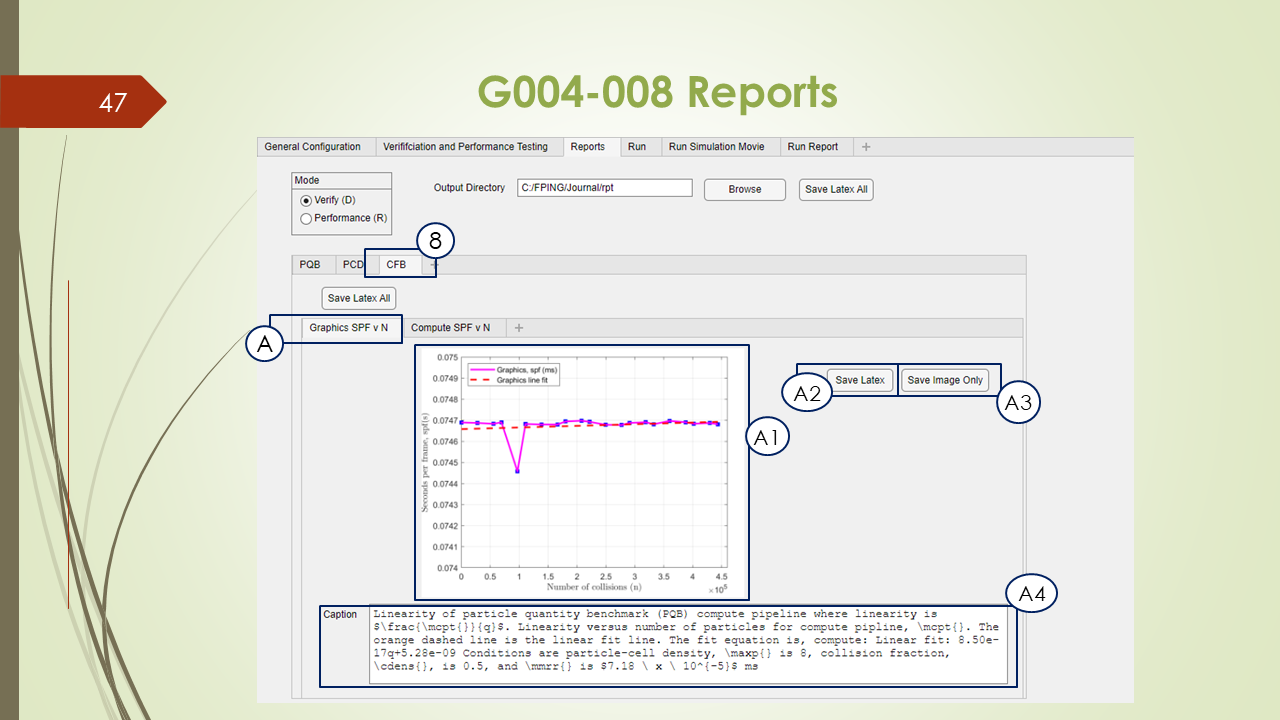 47
G004-008 Reports
General Configuration Verififciation and Performance Testing Reports Run Run Simulation Movie Run Report +
Mode
Verify (D)
Performance (R)
Output Directory C:/FPING/Journal/rpt Browse Save Latex All
8
PQB PCD CFB +
Save Latex All
A
Graphics SPF v N Compute SPF v N +
Graphics, spf (ms)
Graphics line fit
0.075
0.0749
0.0748
0.0747
0.0746
0.0745
0.0744
0.0743
0.0742
0.0741
0.074
Seconds per frame, spf(s)
0 0.5 1 1.5 2 2.5 3 3.5 4 4.5
Number of collisions (n)
×10⁵
A1
A2
Save Latex Save Image Only
A3
A4
Caption
Linearity of particle quantity benchmark (PQB) compute pipeline where linearity is
$\frac{\mcpt{}}{q}$. Linearity versus number of particles for compute pipline, \mcpt{}. The
orange dashed line is the linear fit line. The fit equation is, compute: Linear fit: 8.50e-
17q+5.28e-09 Conditions are particle-cell density, \maxp{} is 8, collision fraction,
\cdens{}, is 0.5, and \mmrr{} is $7.18 \ x \ 10^{-5}$ ms